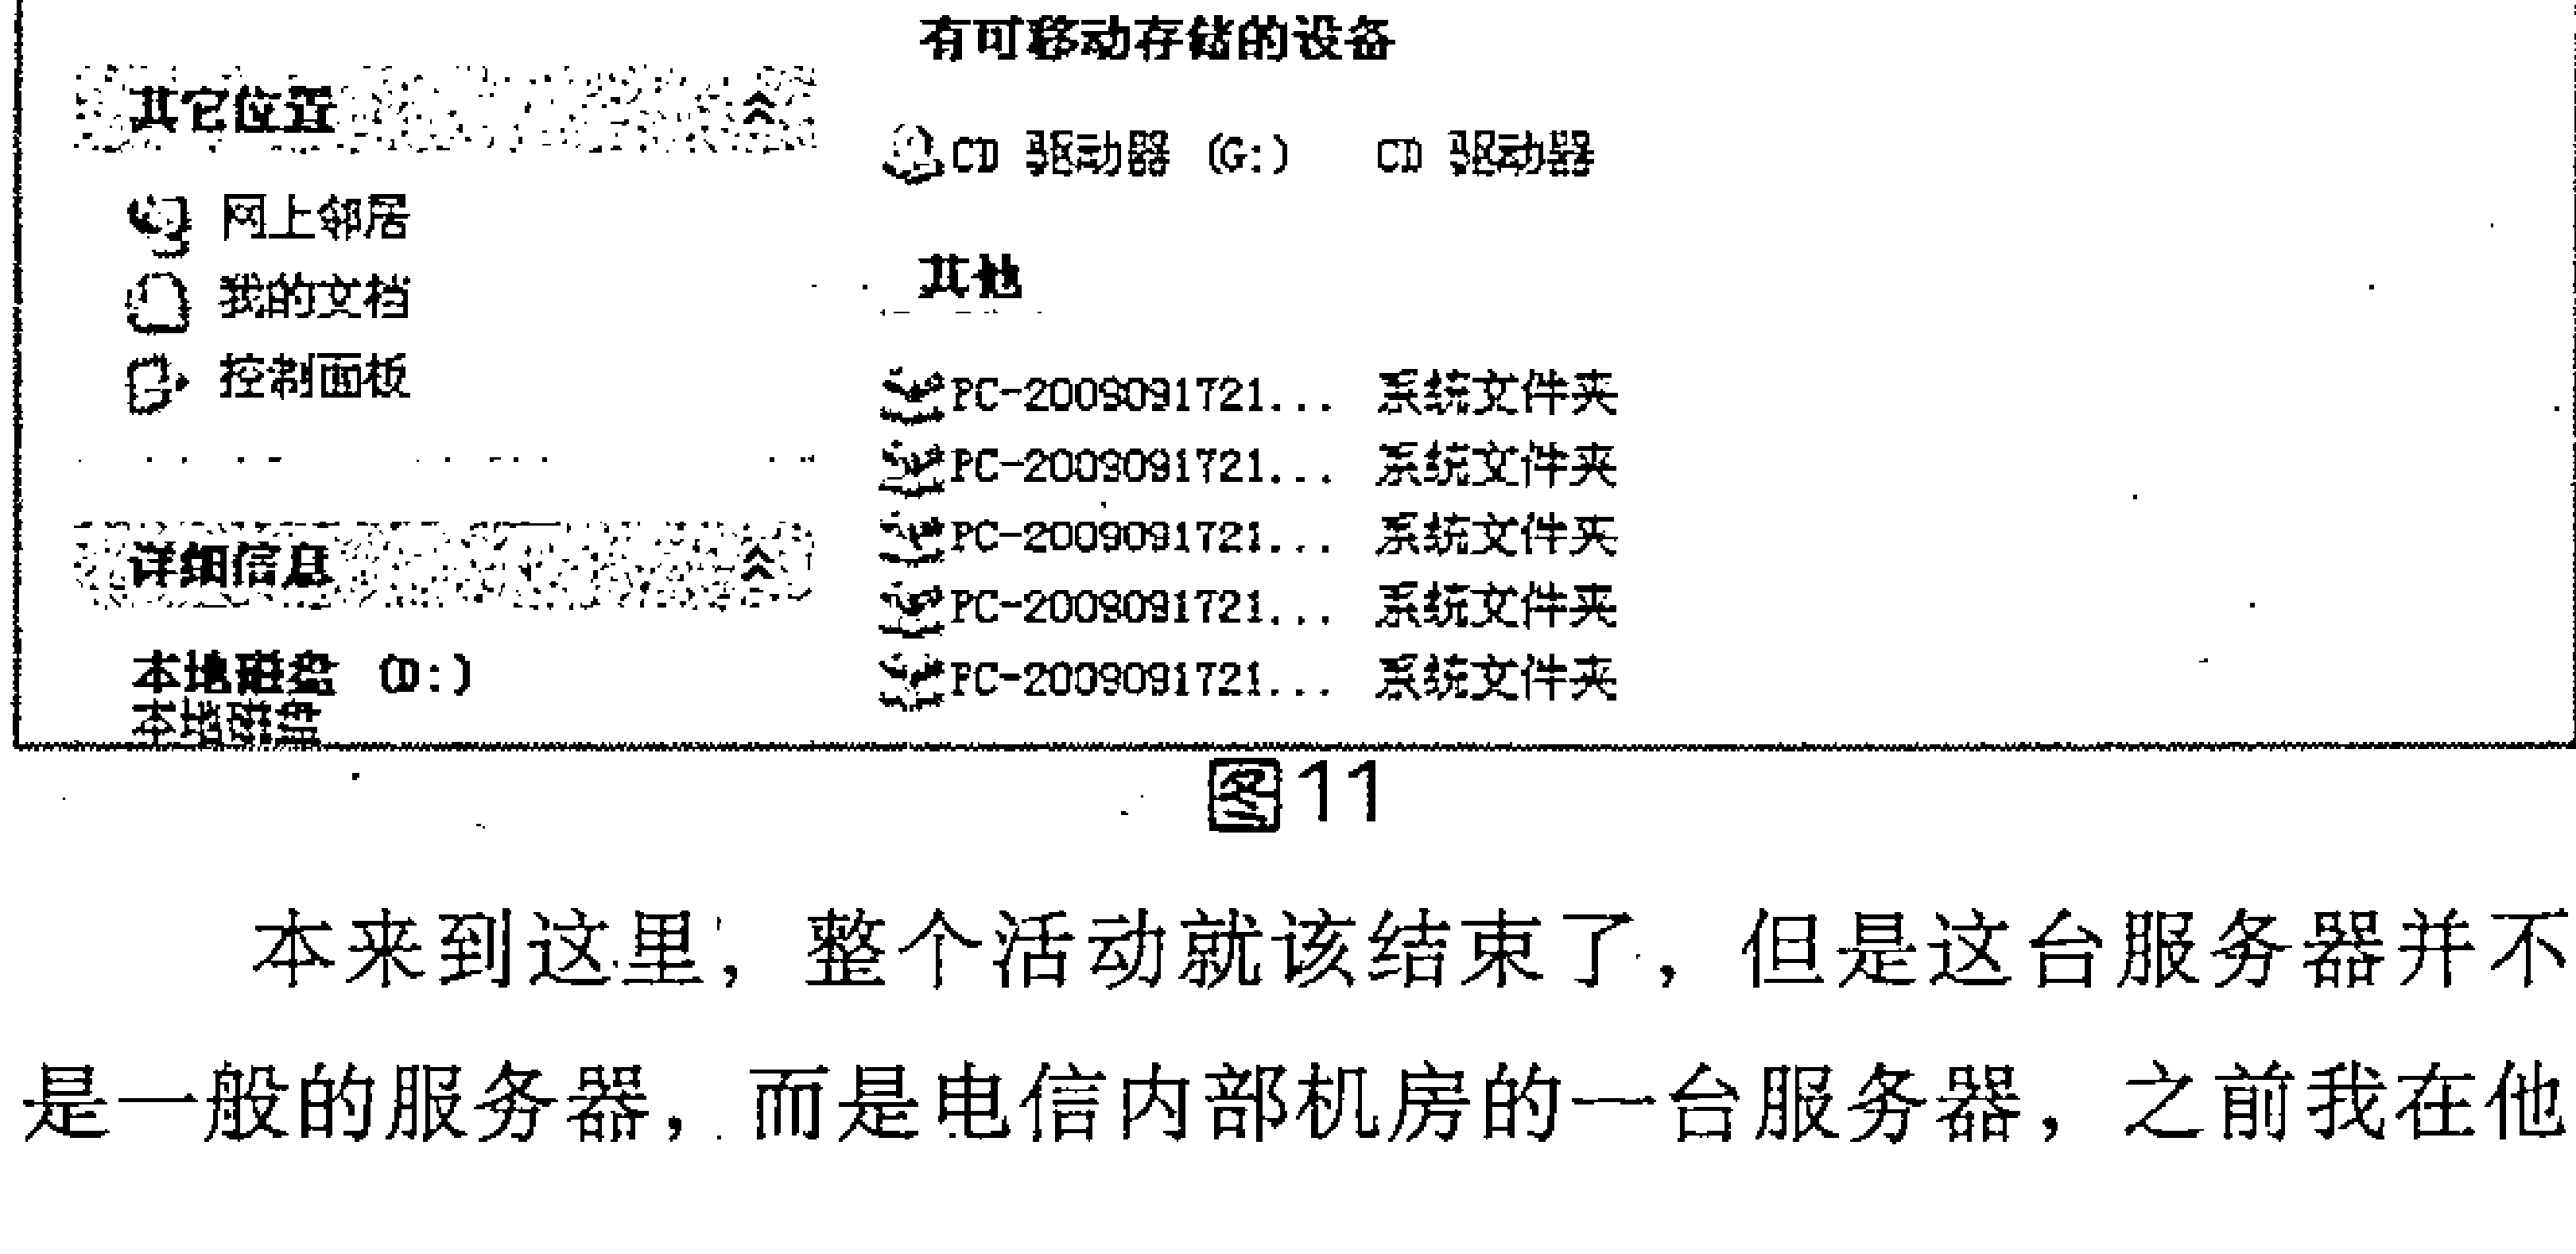 有可移动存储的设备
其它位置
CD 驱动器 (G:) CD 驱动器
网上邻居
其他
我的文档
控制面板
PC-2009091721... 系统文件夹
PC-2009091721... 系统文件夹
PC-2009091721... 系统文件夹
详细信息
PC-2009091721... 系统文件夹
本地磁盘 (D:)
PC-2009091721... 系统文件夹
本地磁盘
图11
本来到这里，整个活动就该结束了，但是这台服务器并不
是一般的服务器，而是电信内部机房的一台服务器，之前我在他